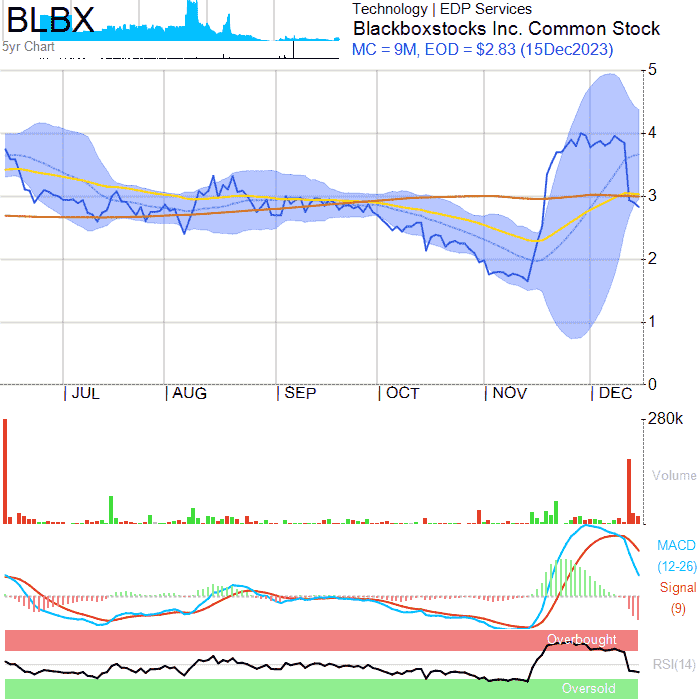 BLBX
5yr Chart
Technology | EDP Services
Blackboxstocks Inc. Common Stock
MC = 9M, EOD = $2.83 (15Dec2023)
5
4
3
2
1
0
JUL
AUG
SEP
OCT
NOV
DEC
280k
Volume
MACD
(12-26)
Signal
(9)
Overbought
RSI(14)
Oversold